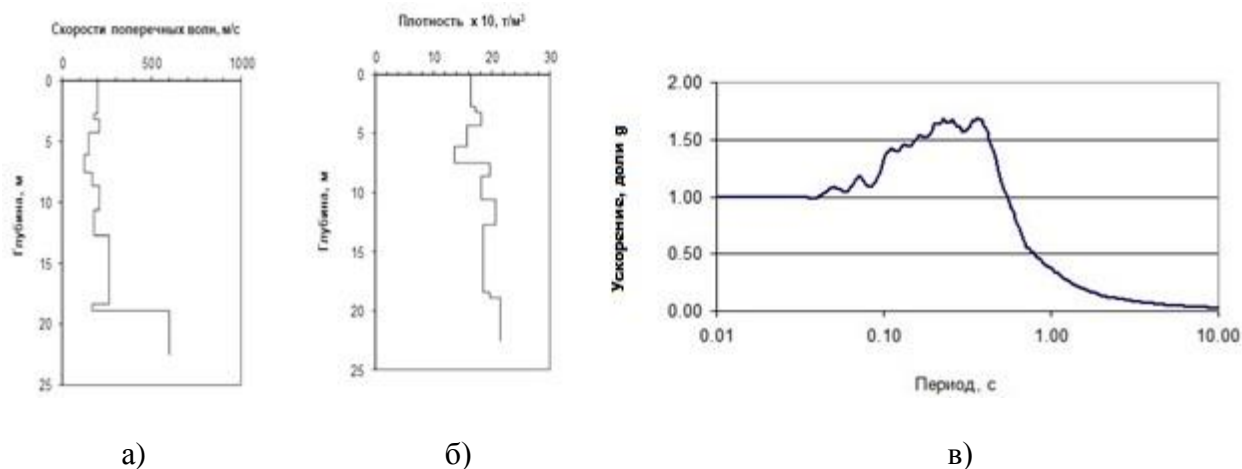 Скорости поперечных волн, м/с
0 500 1000
0
5
10
15
20
25
Глубина, м
а)
Плотность х 10, т/м³
0 10 20 30
0
5
10
15
20
25
Глубина, м
б)
2.00
1.50
1.00
0.50
0.00
Ускорение, доли g
0.01 0.10 1.00 10.00
Период, с
в)